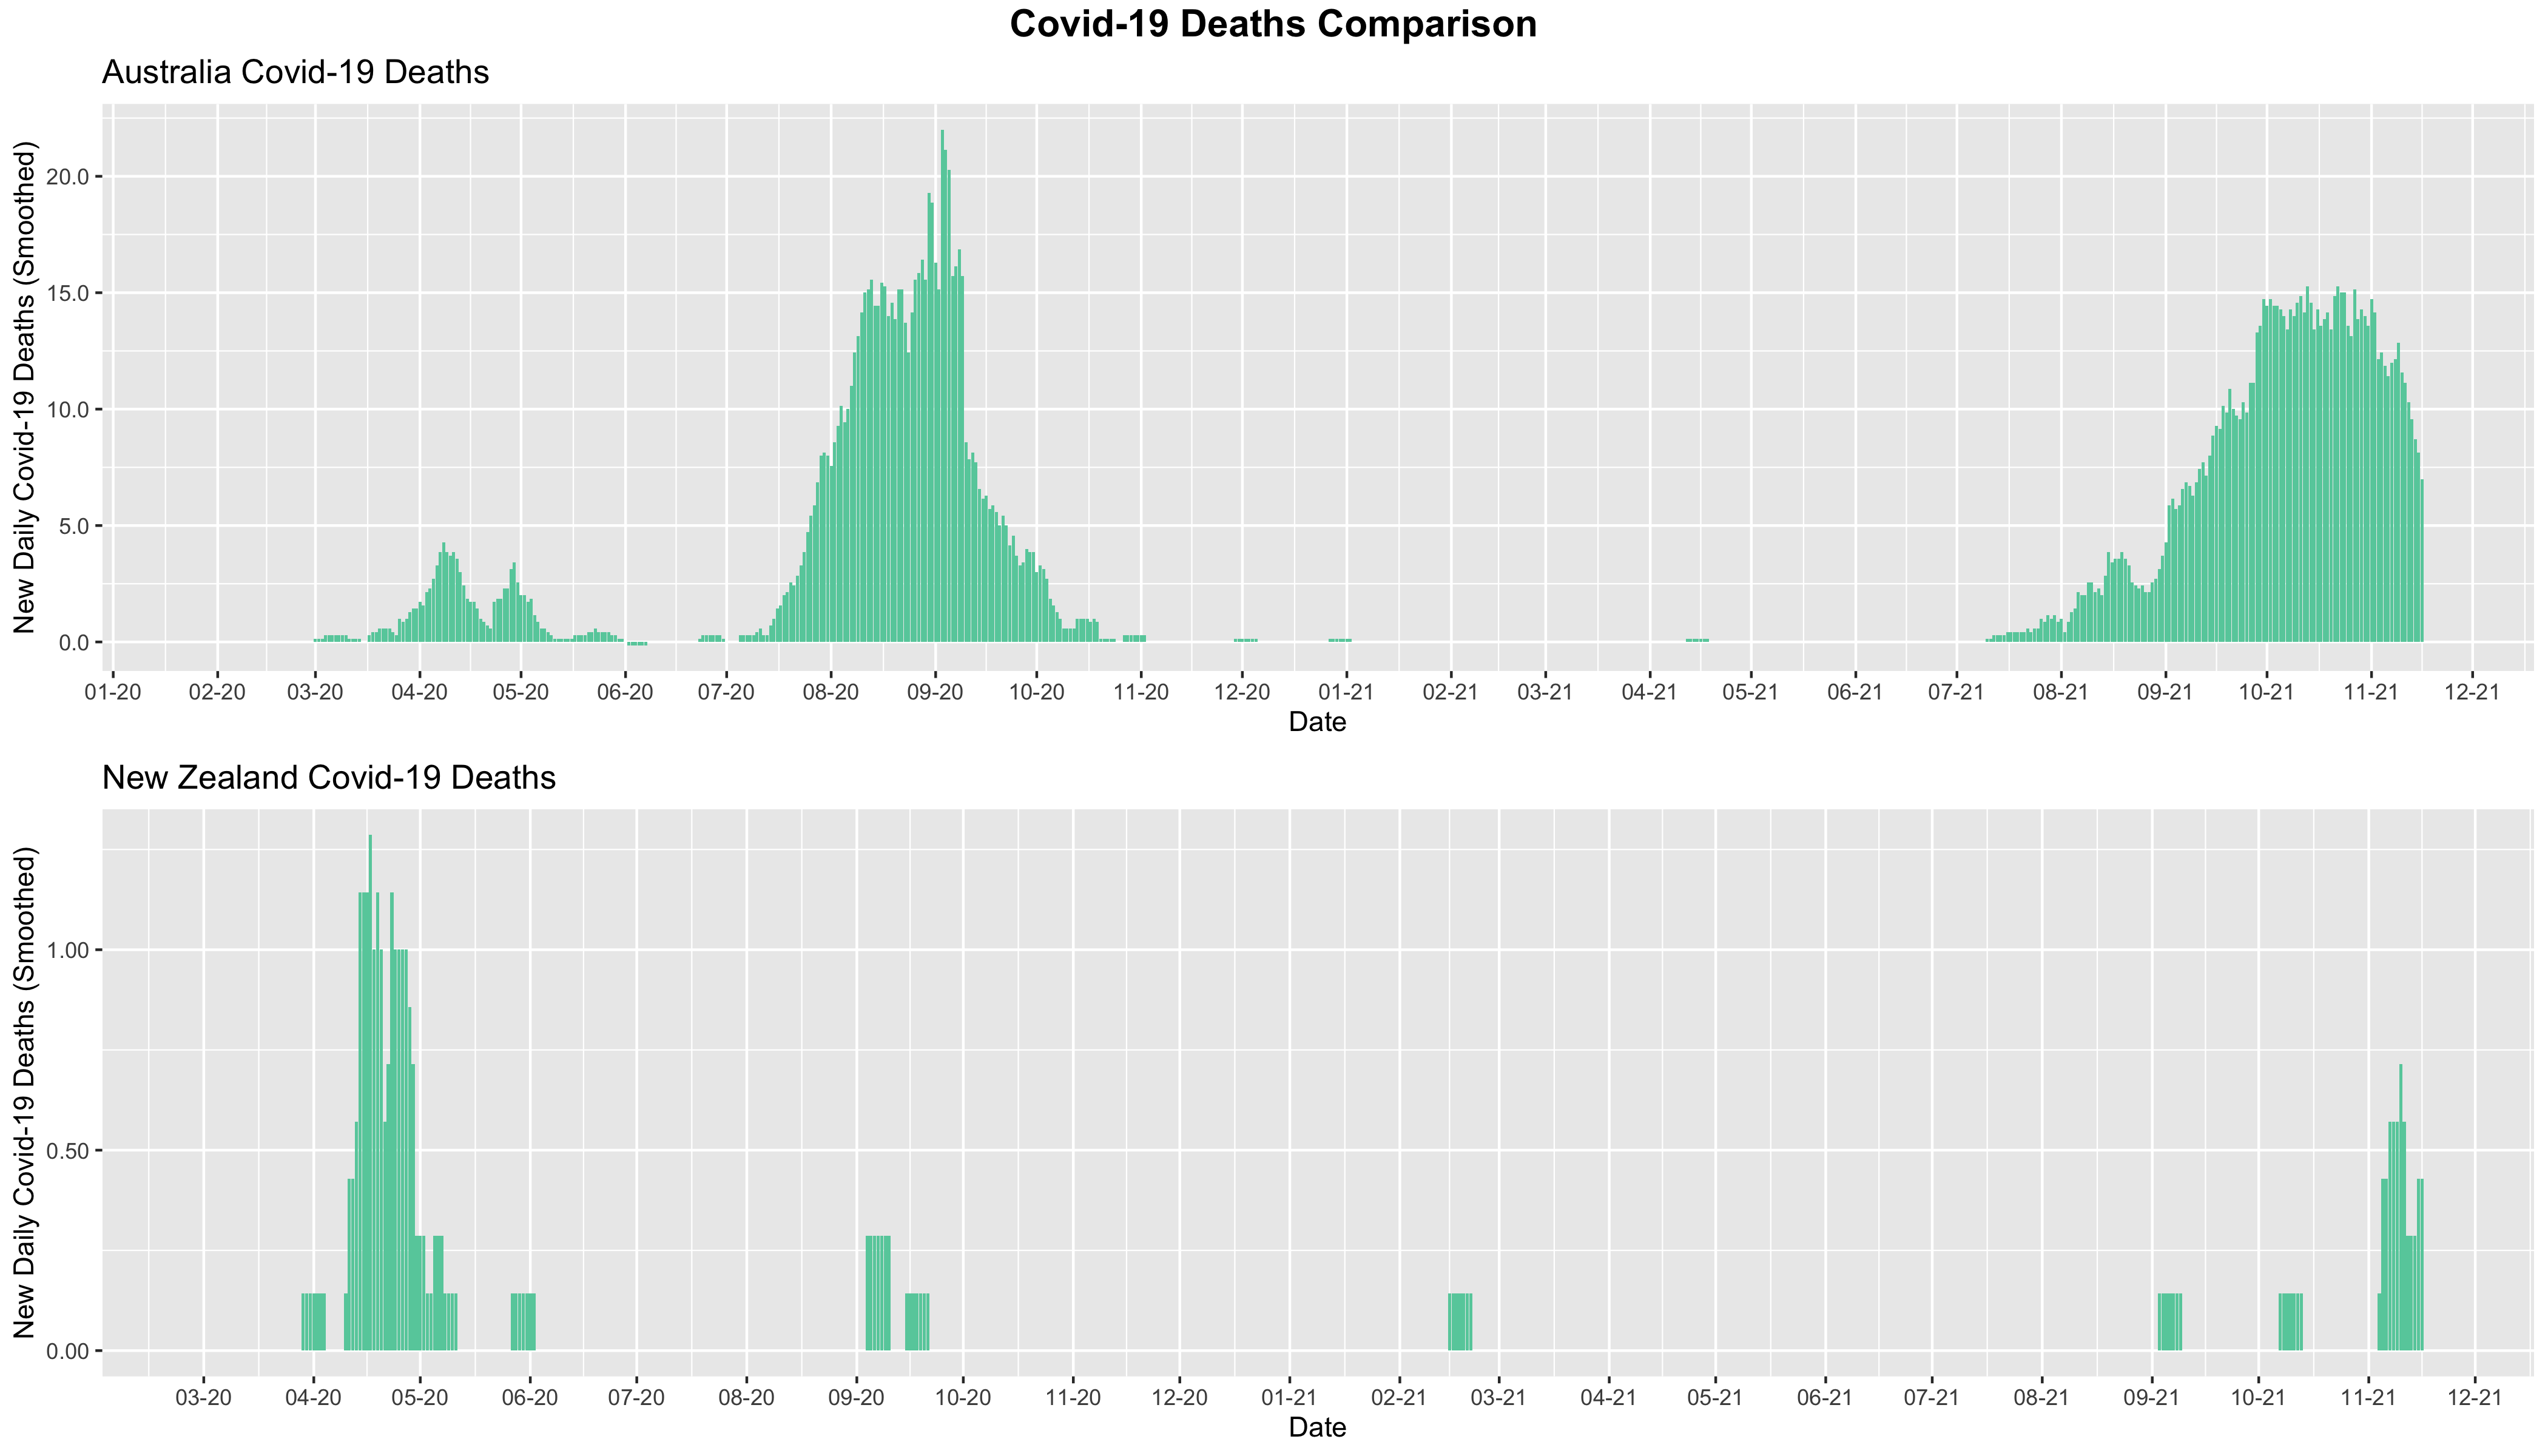 Covid-19 Deaths Comparison
Australia Covid-19 Deaths
New Daily Covid-19 Deaths (Smoothed)
20.0
15.0
10.0
5.0
0.0
01-20 02-20 03-20 04-20 05-20 06-20 07-20 08-20 09-20 10-20 11-20 12-20 01-21 02-21 03-21 04-21 05-21 06-21 07-21 08-21 09-21 10-21 11-21 12-21
Date
New Zealand Covid-19 Deaths
New Daily Covid-19 Deaths (Smoothed)
1.00
0.50
0.00
03-20 04-20 05-20 06-20 07-20 08-20 09-20 10-20 11-20 12-20 01-21 02-21 03-21 04-21 05-21 06-21 07-21 08-21 09-21 10-21 11-21 12-21
Date